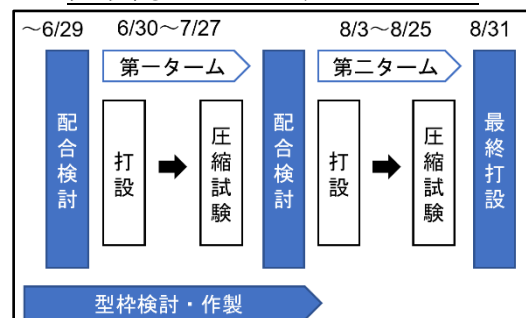 ～6/29
6/30～7/27
8/3～8/25
8/31
第一ターム
第二ターム
配合検討
打設
圧縮試験
配合検討
打設
圧縮試験
最終打設
型枠検討・作製